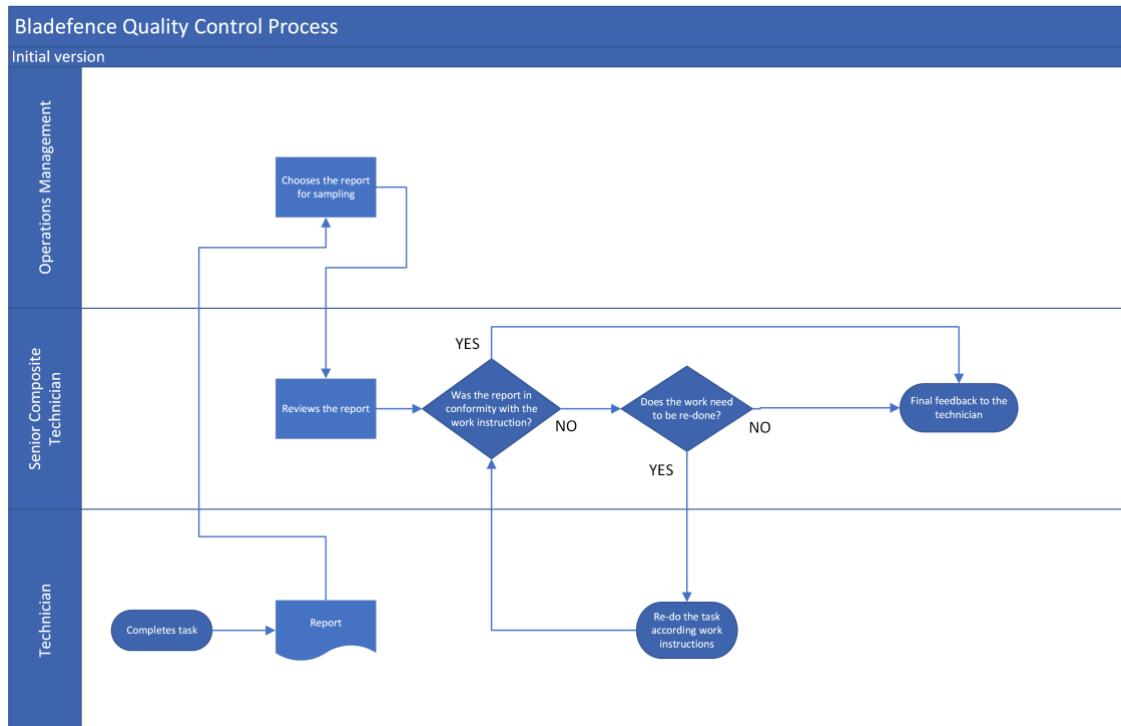 Bladefence Quality Control Process
Initial version
Operations Management
Chooses the report
for sampling
Senior Composite
Technician
Reviews the report
YES
Was the report in
conformity with the
work instruction?
NO
Does the work need
to be re-done?
NO
YES
Final feedback to the
technician
Technician
Completes task
Report
Re-do the task
according work
instructions